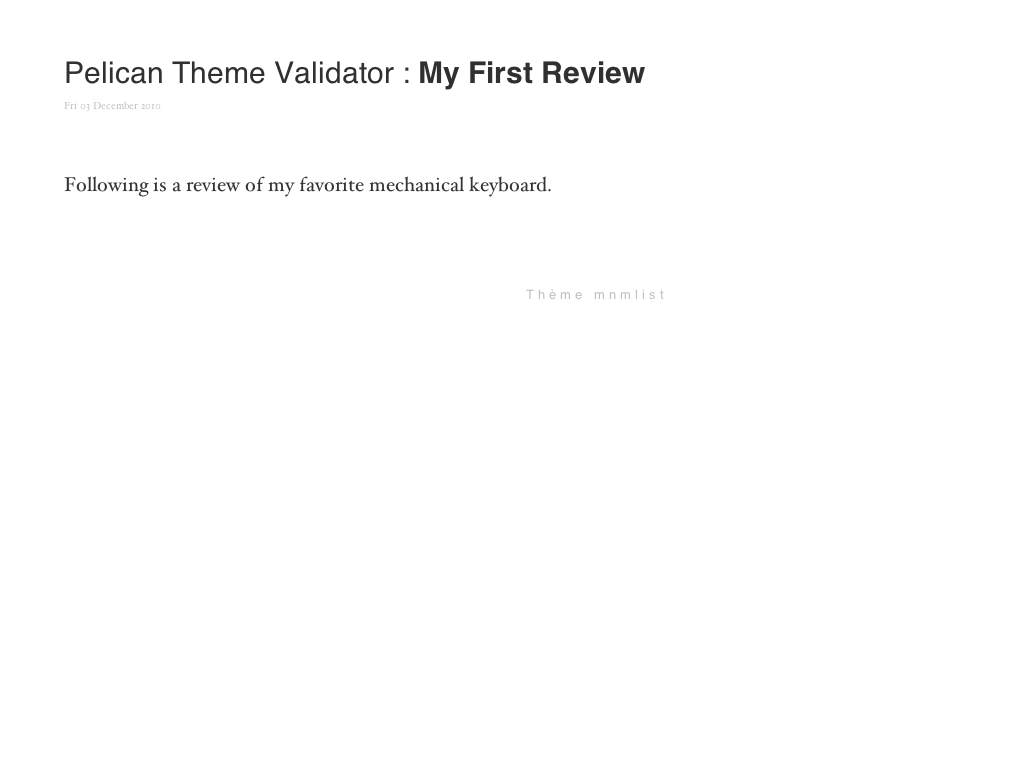 Pelican Theme Validator : My First Review
Fri 03 December 2010
Following is a review of my favorite mechanical keyboard.
Thème mnmlist